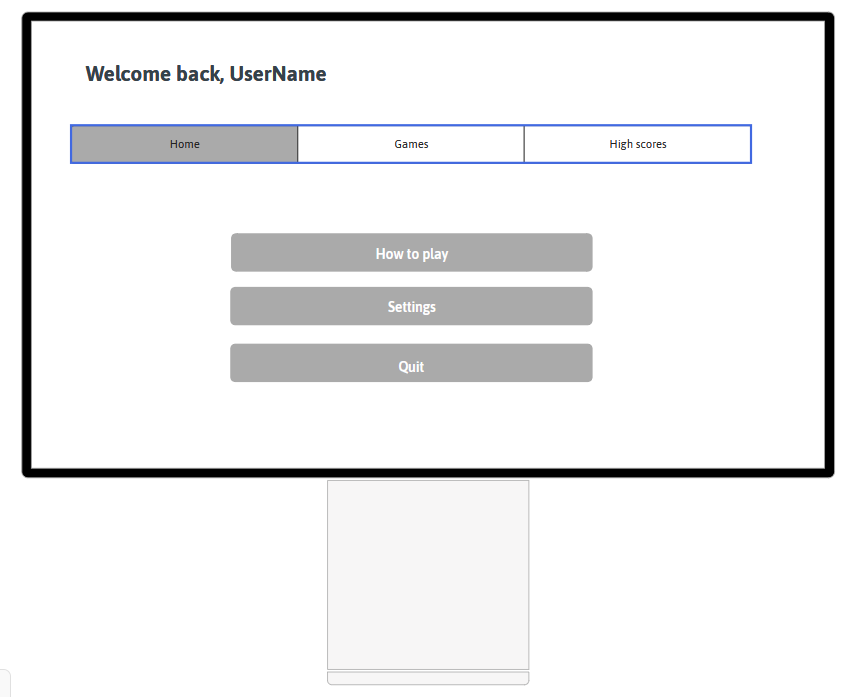 Welcome back, UserName
Home
Games
High scores
How to play
Settings
Quit